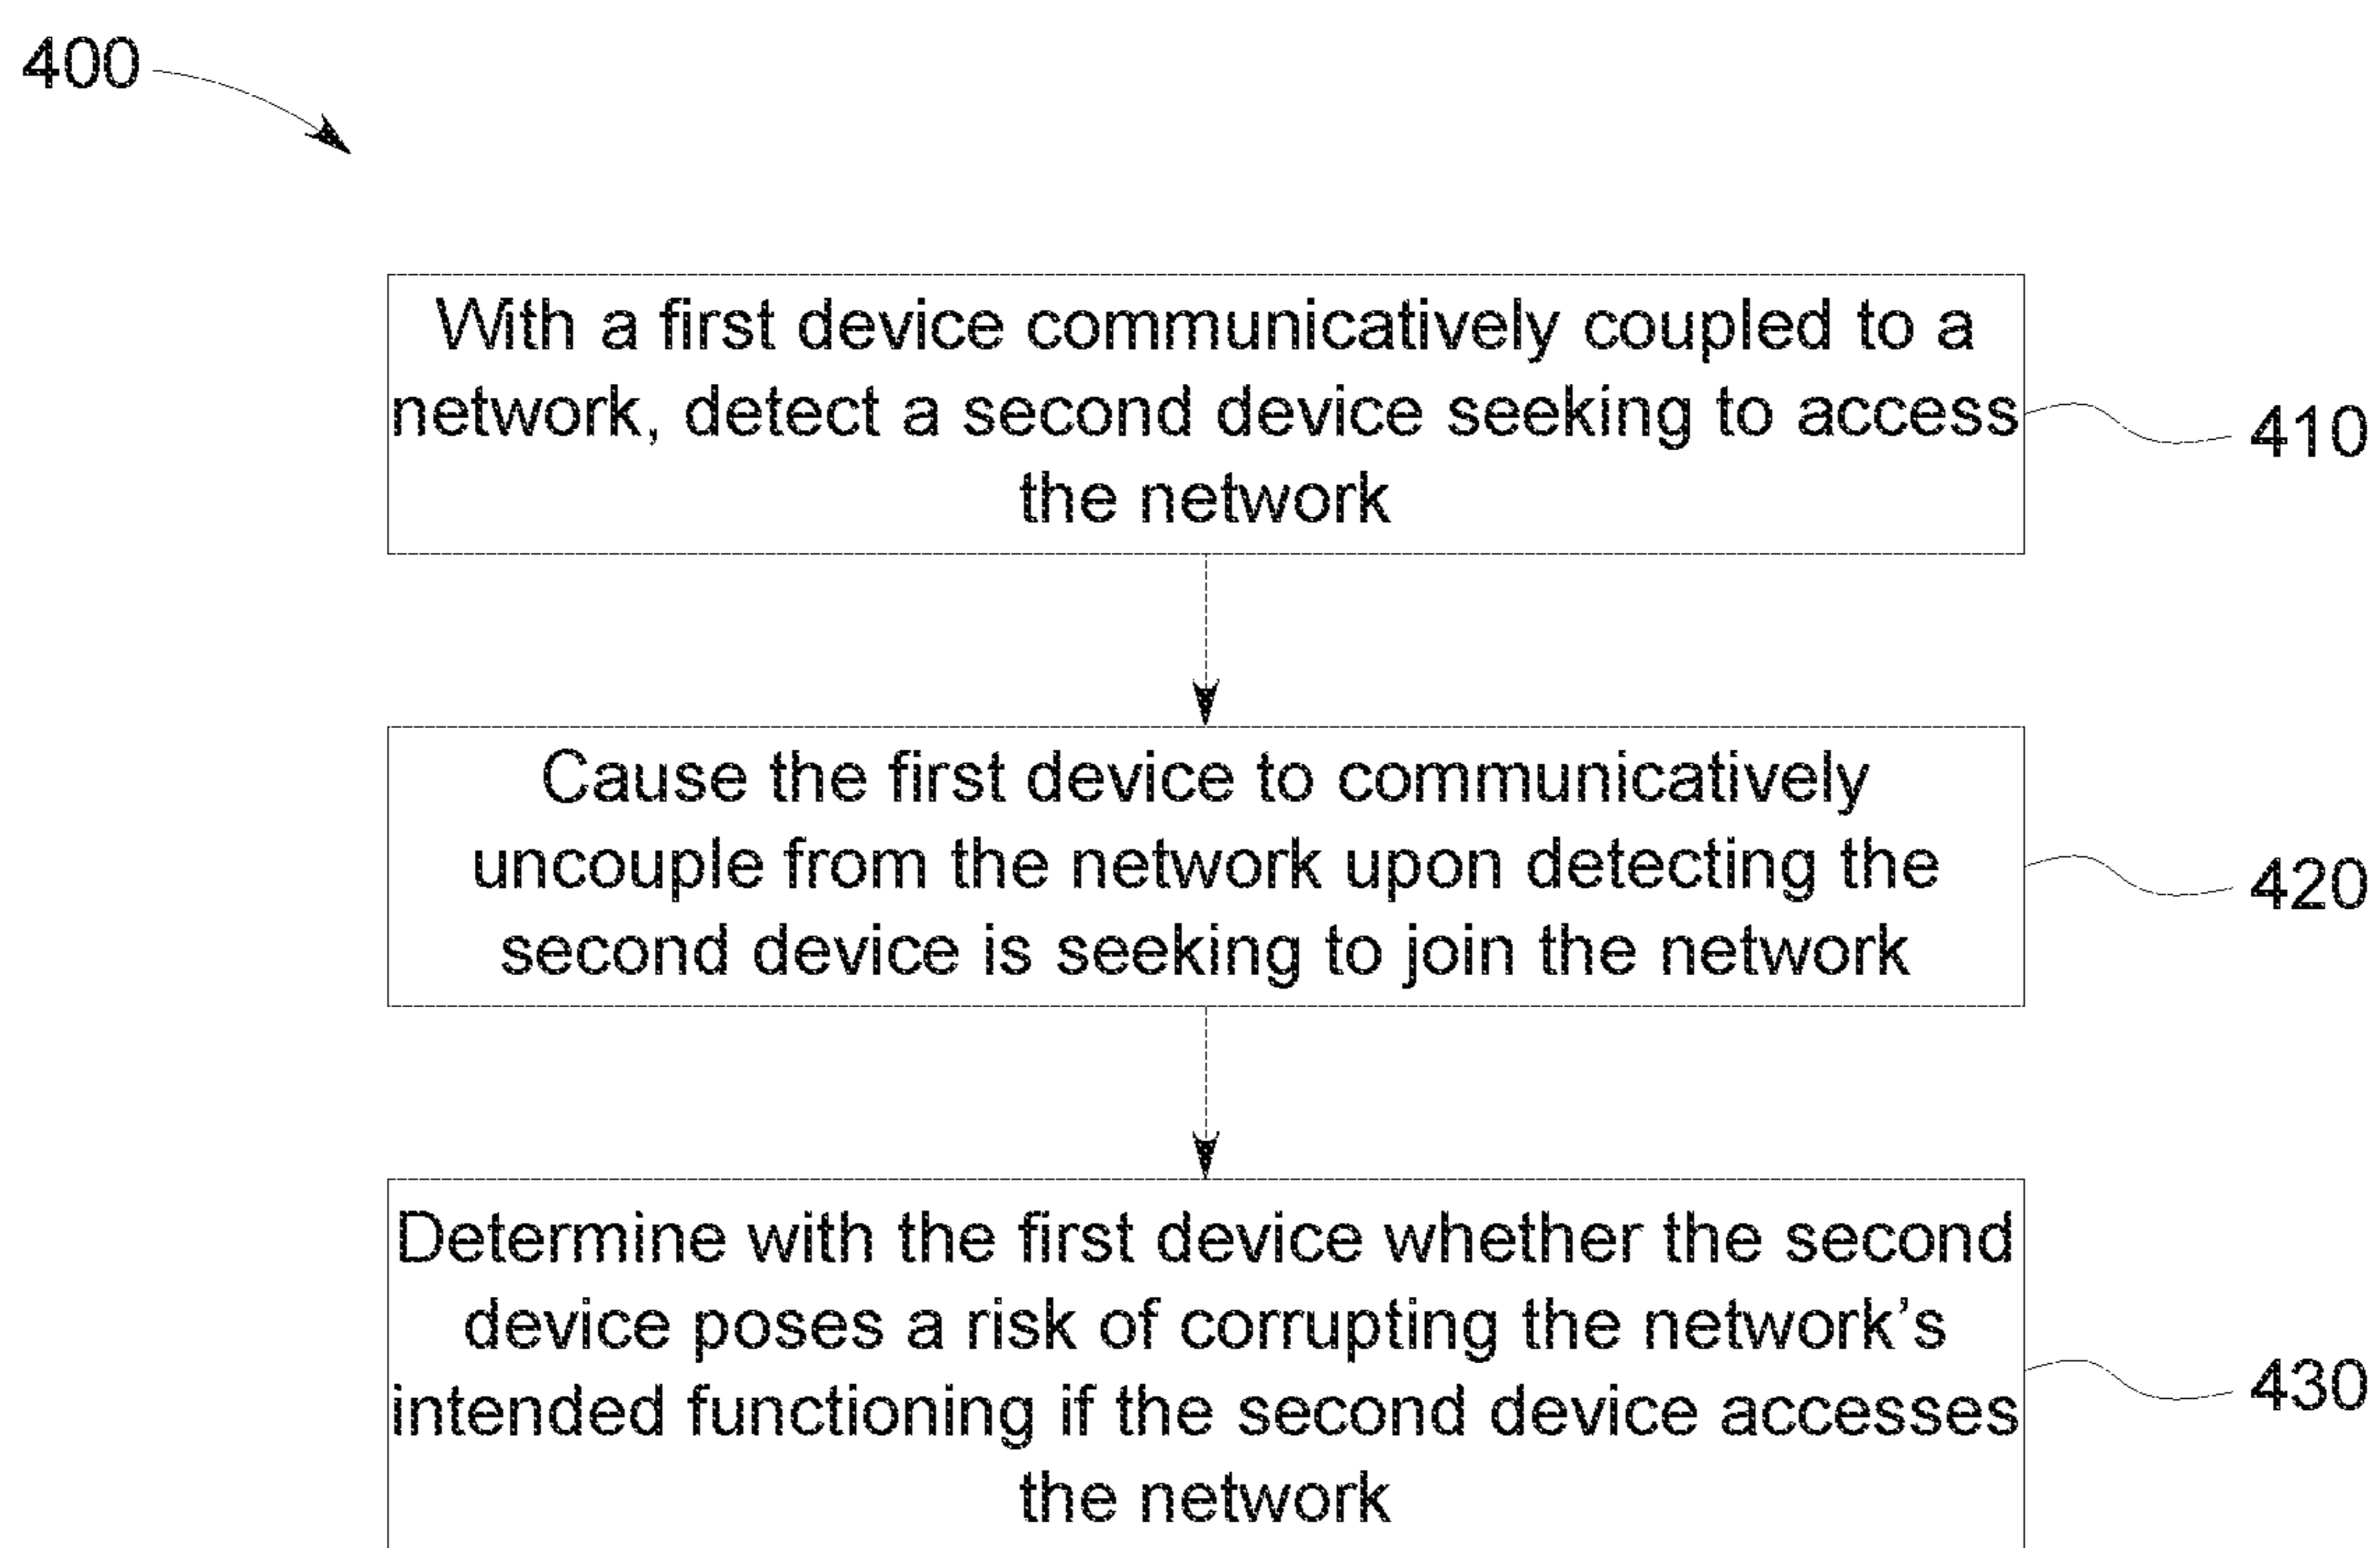 400
With a first device communicatively coupled to a
network, detect a second device seeking to access
the network
410
Cause the first device to communicatively
uncouple from the network upon detecting the
second device is seeking to join the network
420
Determine with the first device whether the second
device poses a risk of corrupting the network’s
intended functioning if the second device accesses
the network
430